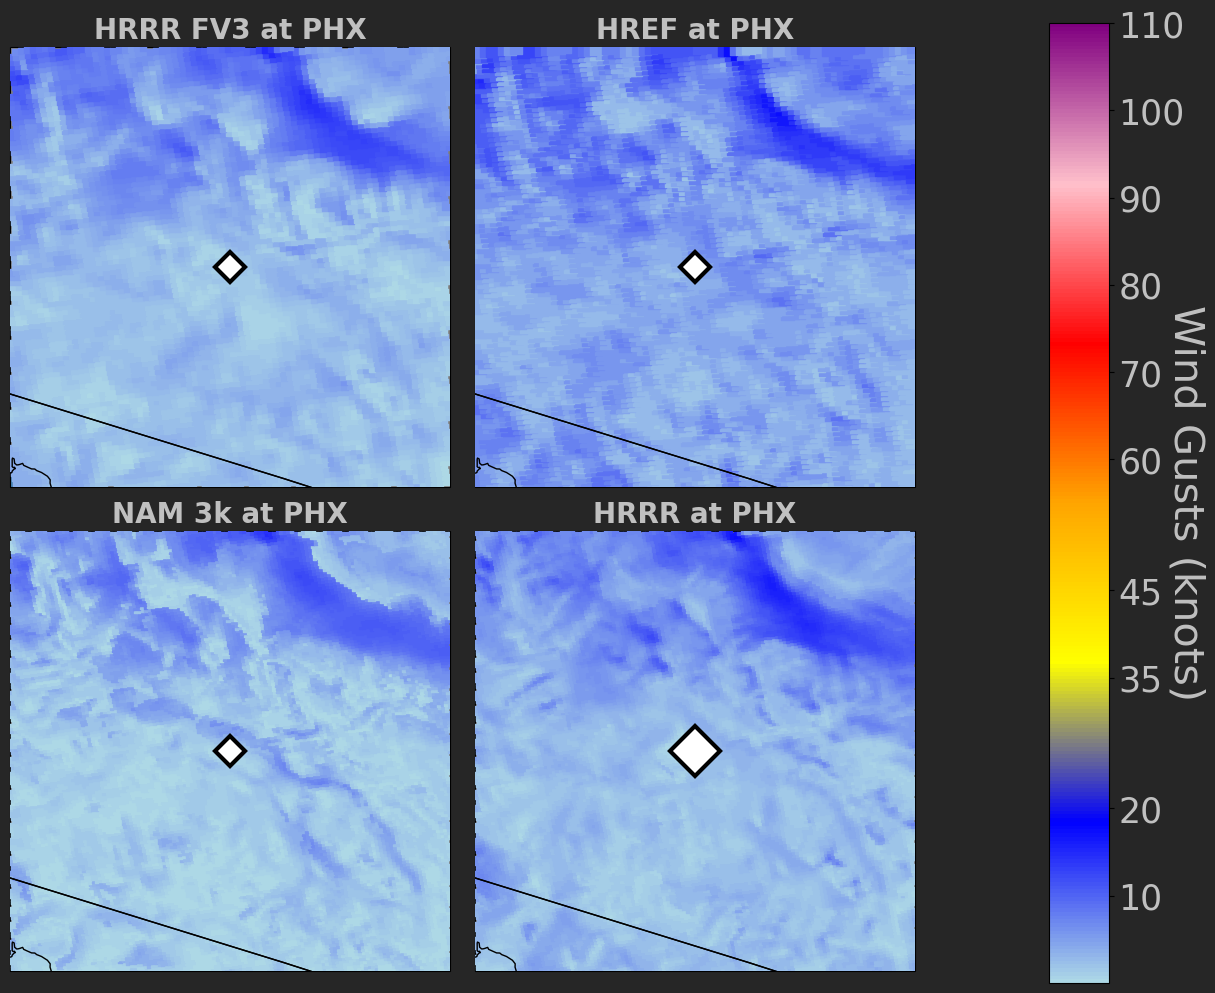 HRRR FV3 at PHX
HREF at PHX
NAM 3k at PHX
HRRR at PHX
110
100
90
80
70
60
45
35
20
10
Wind Gusts (knots)